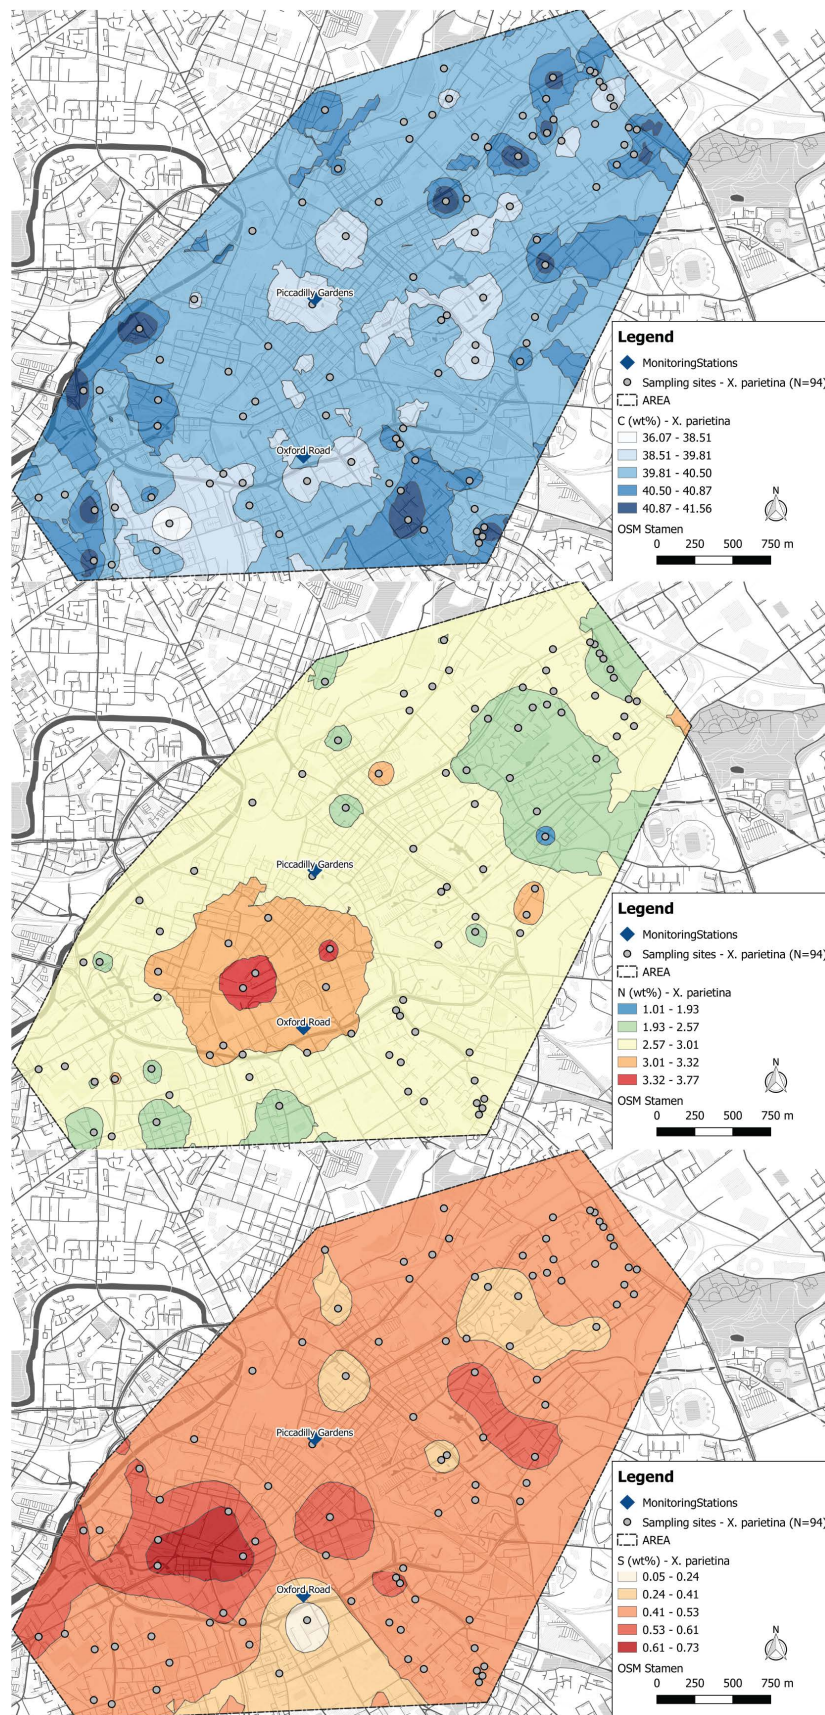 Piccadilly Gardens
Oxford Road
Legend
MonitoringStations
Sampling sites - X. parietina (N=94)
AREA
C (wt%) - X. parietina
36.07 - 38.51
38.51 - 39.81
39.81 - 40.50
40.50 - 40.87
40.87 - 41.56
OSM Stamen
N
0 250 500 750 m
Piccadilly Gardens
Oxford Road
Legend
MonitoringStations
Sampling sites - X. parietina (N=94)
AREA
N (wt%) - X. parietina
1.01 - 1.93
1.93 - 2.57
2.57 - 3.01
3.01 - 3.32
3.32 - 3.77
OSM Stamen
N
0 250 500 750 m
Piccadilly Gardens
Oxford Road
Legend
MonitoringStations
Sampling sites - X. parietina (N=94)
AREA
S (wt%) - X. parietina
0.05 - 0.24
0.24 - 0.41
0.41 - 0.53
0.53 - 0.61
0.61 - 0.73
OSM Stamen
N
0 250 500 750 m